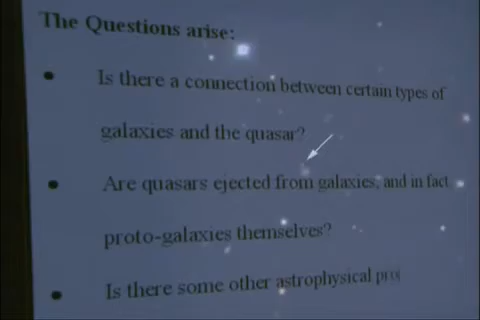 The Questions arise:
• Is there a connection between certain types of
galaxies and the quasar?
• Are quasars ejected from galaxies, and in fact
proto-galaxies themselves?
• Is there some other astrophysical